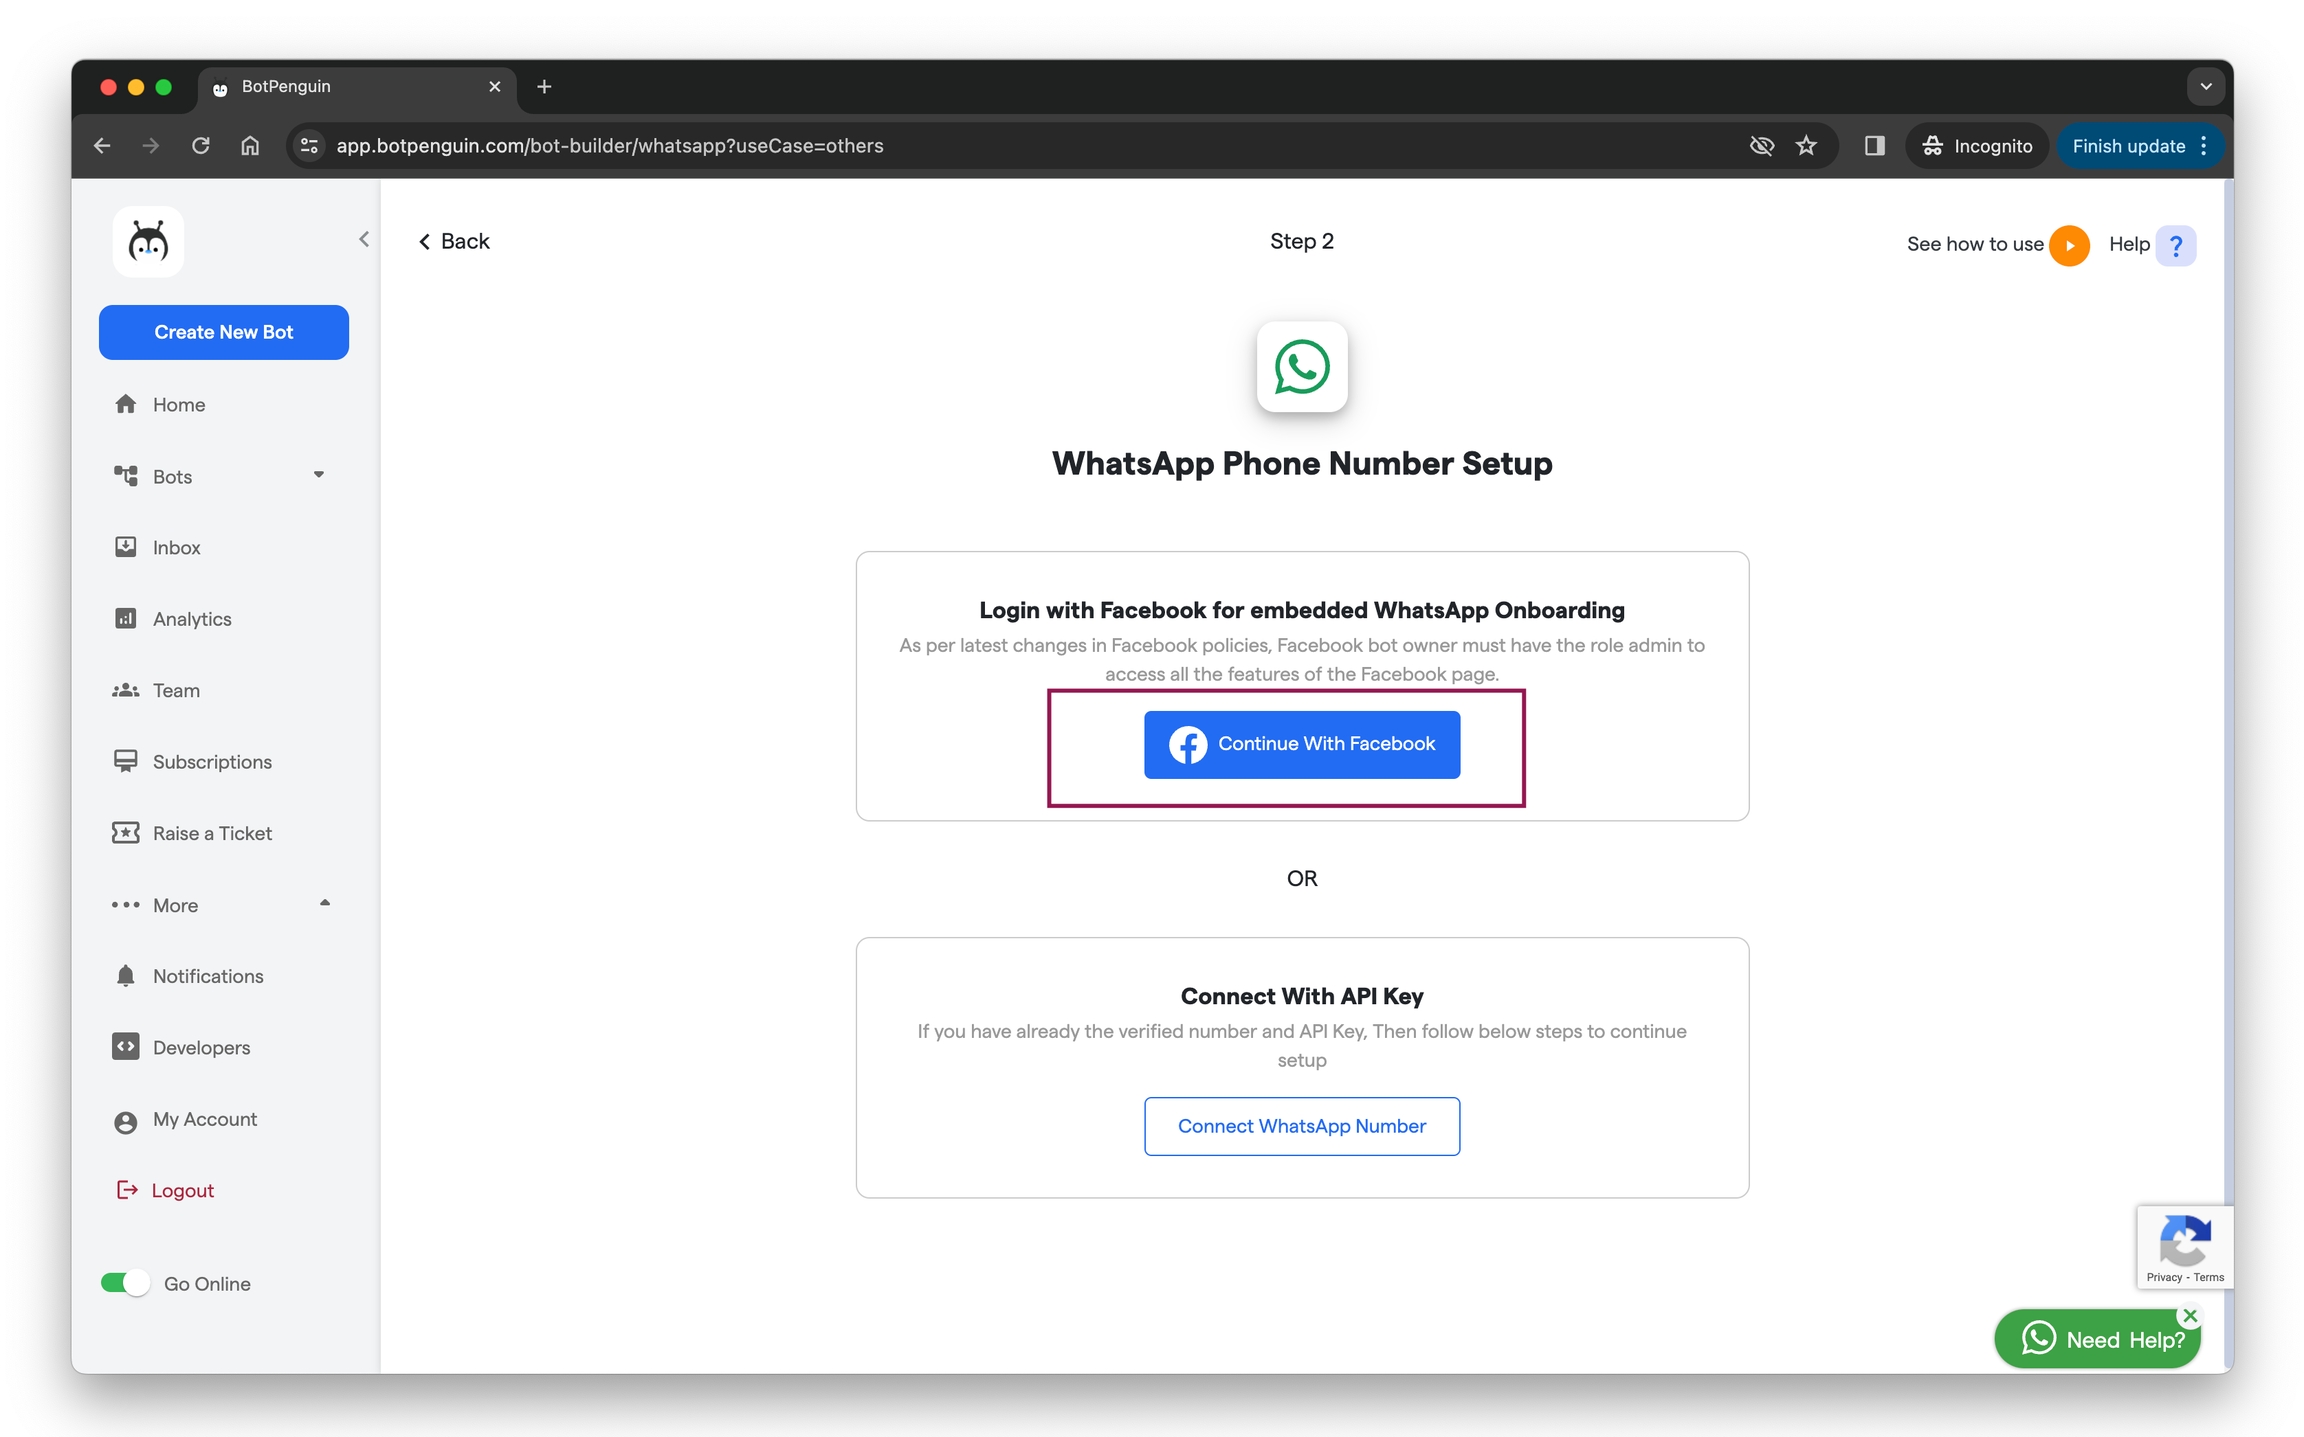 BotPenguin
app.botpenguin.com/bot-builder/whatsapp?useCase=others
Incognito
Finish update
Back
Step 2
See how to use
Help
?
Create New Bot
Home
Bots
Inbox
Analytics
Team
Subscriptions
Raise a Ticket
More
Notifications
Developers
My Account
Logout
Go Online
WhatsApp Phone Number Setup
Login with Facebook for embedded WhatsApp Onboarding
As per latest changes in Facebook policies, Facebook bot owner must have the role admin to
access all the features of the Facebook page.
Continue With Facebook
OR
Connect With API Key
If you have already the verified number and API Key, Then follow below steps to continue
setup
Connect WhatsApp Number
Privacy - Terms
Need Help?